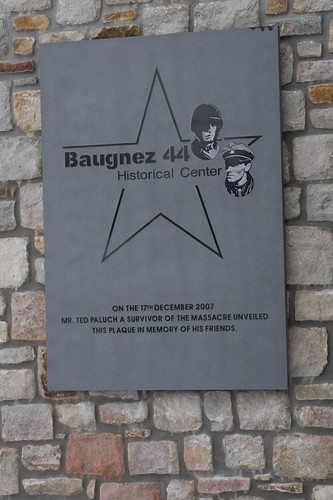 Baugnez 44
Historical Center
ON THE 17TH DECEMBER 2007
MR. TED PALUCH A SURVIVOR OF THE MASSACRE UNVEILED
THIS PLAQUE IN MEMORY OF HIS FRIENDS.